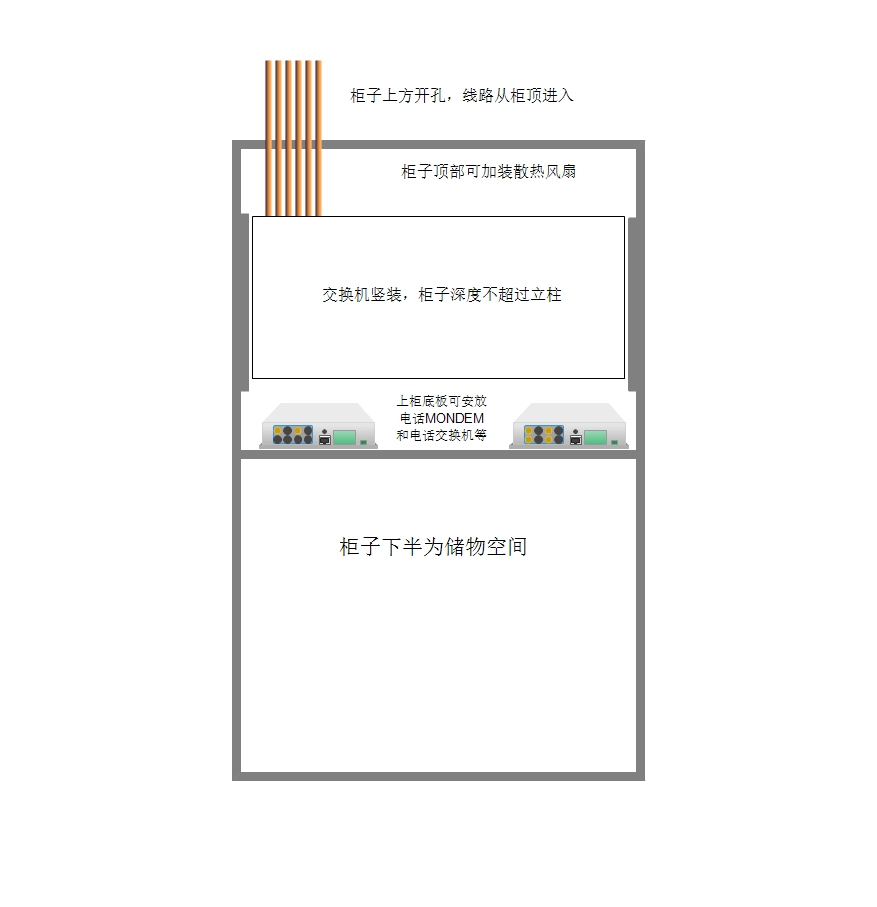 柜子上方开孔，线路从柜顶进入
柜子顶部可加装散热风扇
交换机竖装，柜子深度不超过立柱
上柜底板可安放
电话MONDEM
和电话交换机等
柜子下半为储物空间